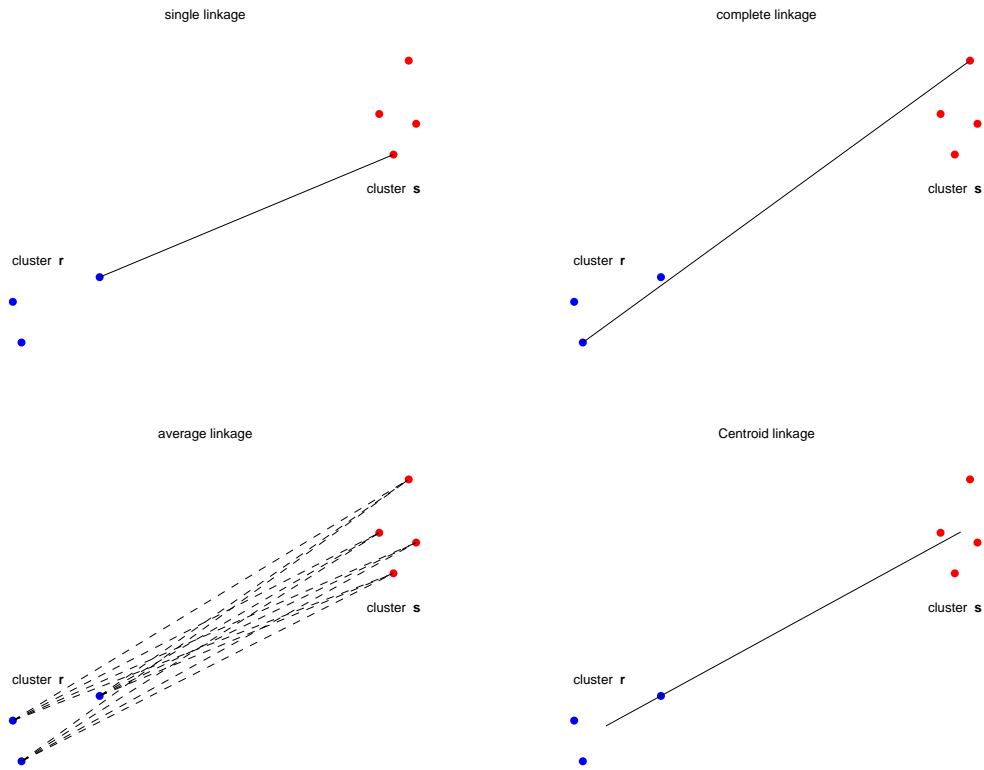 single linkage
cluster s
cluster r
complete linkage
cluster s
cluster r
average linkage
cluster s
cluster r
Centroid linkage
cluster s
cluster r